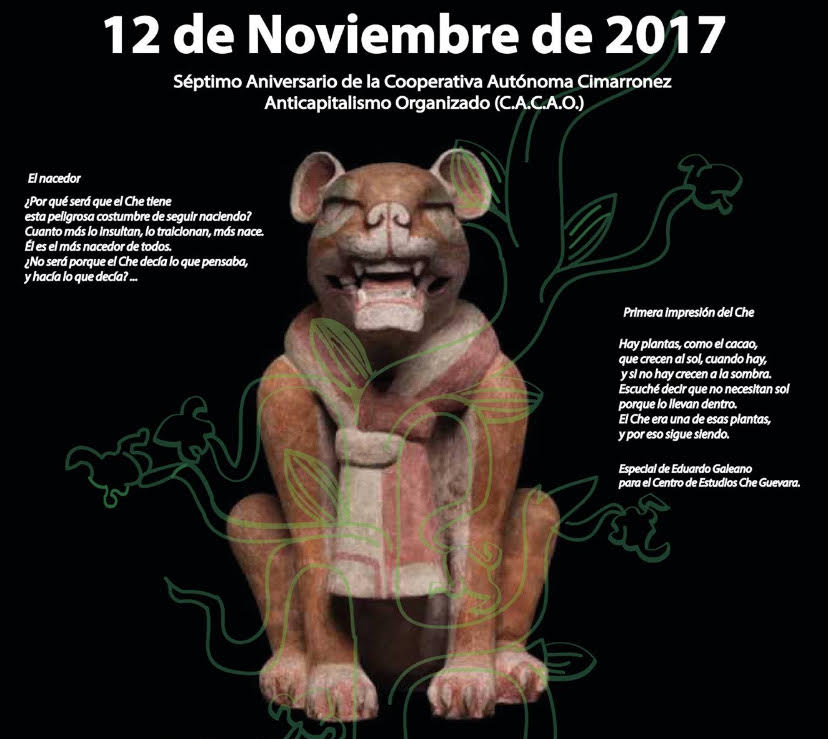 12 de Noviembre de 2017
Séptimo Aniversario de la Cooperativa Autónoma Cimarronez
Anticapitalismo Organizado (C.A.C.A.O.)
El nacedor
¿Por qué será que el Che tiene
esta peligrosa costumbre de seguir naciendo?
Cuanto más lo insultan, lo traicionan, más nace.
Él es el más nacedor de todos.
¿No será porque el Che decía lo que pensaba,
y hacía lo que decía? ...
Primera impresión del Che
Hay plantas, como el cacao,
que crecen al sol, cuando hay,
y si no hay crecen a la sombra.
Escuché decir que no necesitan sol
porque lo llevan dentro.
El Che era una de esas plantas,
y por eso sigue siendo.
Especial de Eduardo Galeano
para el Centro de Estudios Che Guevara.